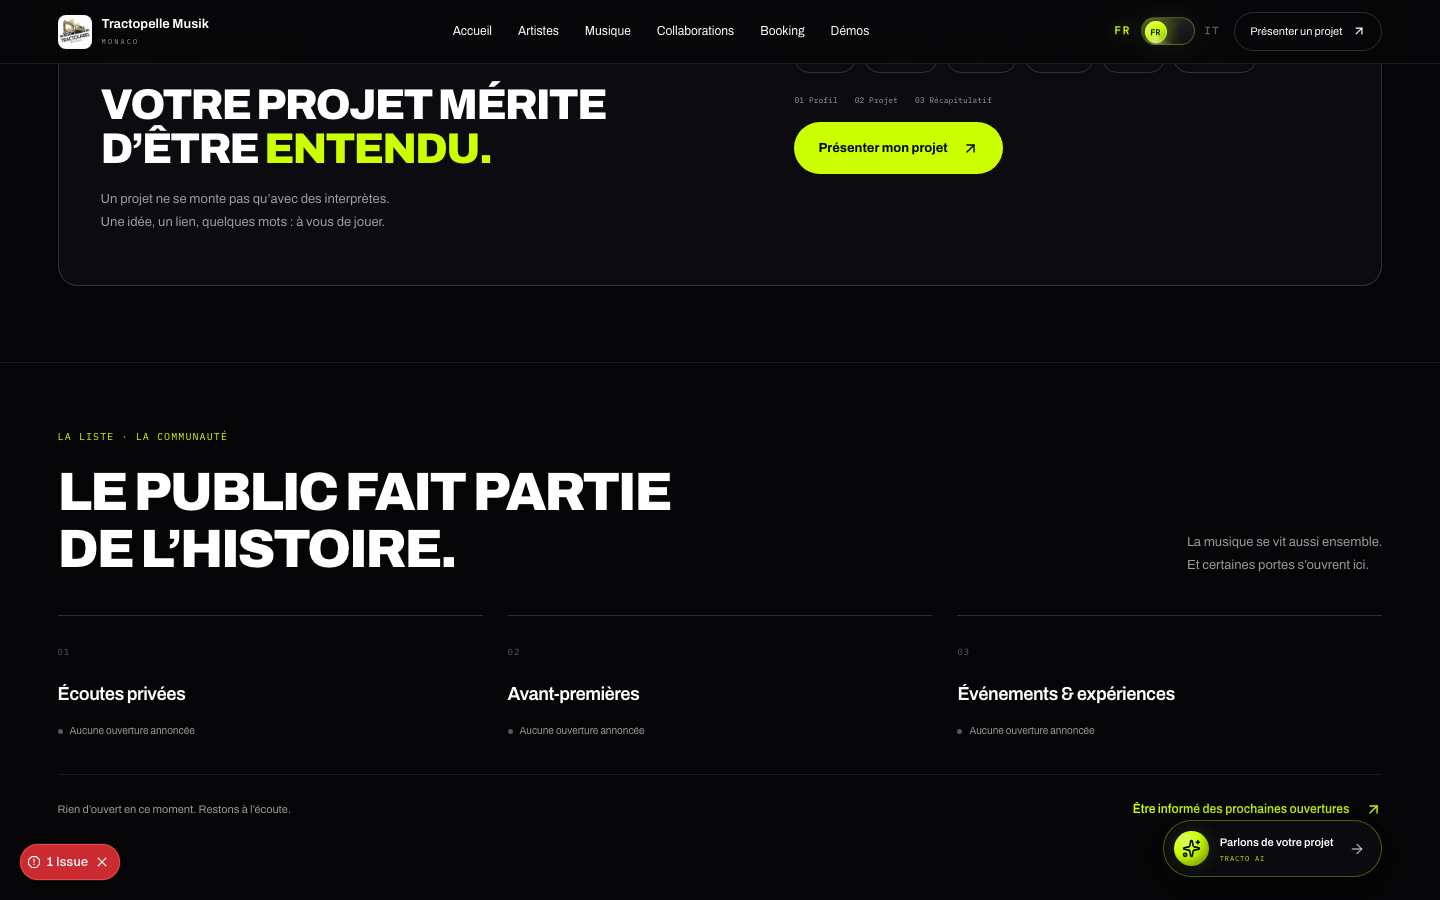 Tractopelle Musik
MONACO
Accueil
Artistes
Musique
Collaborations
Booking
Démos
FR
FR
IT
Présenter un projet
VOTRE PROJET MÉRITE
D’ÊTRE ENTENDU.
Un projet ne se monte pas qu’avec des interprètes.
Une idée, un lien, quelques mots : à vous de jouer.
01 Profil
02 Projet
03 Récapitulatif
Présenter mon projet
LA LISTE · LA COMMUNAUTÉ
LE PUBLIC FAIT PARTIE
DE L’HISTOIRE.
La musique se vit aussi ensemble.
Et certaines portes s’ouvrent ici.
01
Écoutes privées
Aucune ouverture annoncée
02
Avant-premières
Aucune ouverture annoncée
03
Événements & expériences
Aucune ouverture annoncée
Rien d’ouvert en ce moment. Restons à l’écoute.
Être informé des prochaines ouvertures
1 Issue
Parlons de votre projet
TRACTO AI